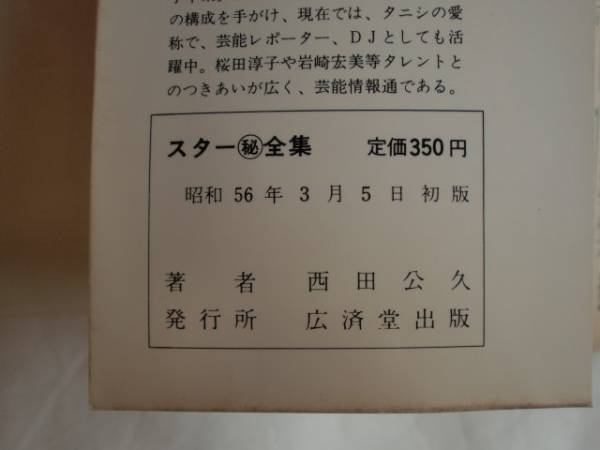 の構成を手がけ、現在では、タニシの愛
称で、芸能レポーター、DJとしても活
躍中。桜田淳子や岩崎宏美等タレントと
のつきあいが広く、芸能情報通である。
スター㊙全集 定価350円
昭和 56 年 3 月 5 日 初 版
著者 西田公久
発行所 広済堂出版